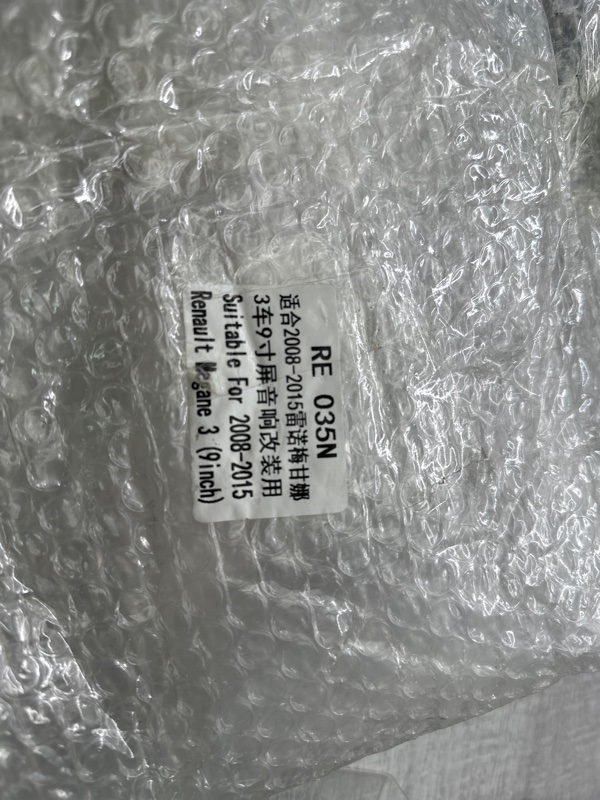 RE 035N
适合2008-2015雷诺梅甘娜
3车9寸屏音响改装用
Suitable For 2008-2015
Renault Megane 3 (9inch)